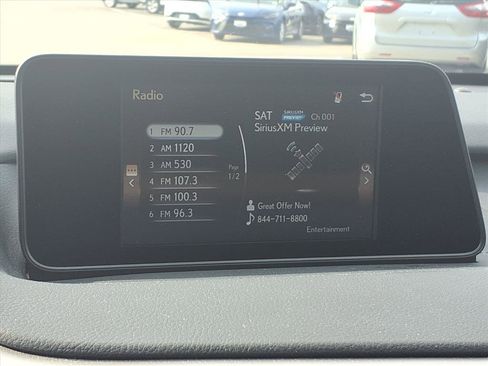 Radio
1 FM 90.7
2 AM 1120
3 AM 530
4 FM 107.3
5 FM 100.3
6 FM 96.3
Page
1/2
SAT SIRIUSXM PREVIEW Ch 001
SiriusXM Preview
Great Offer Now!
844-711-8800
Entertainment